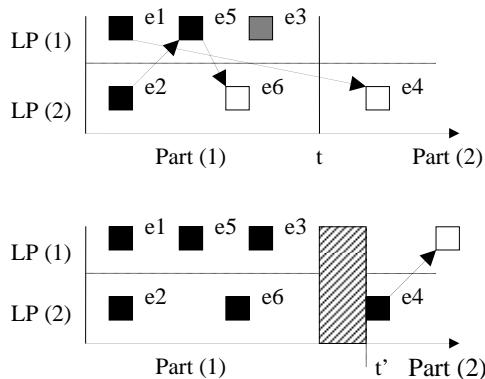 e1 e5 e3
LP (1)
e2 e6 e4
LP (2)
Part (1) t Part (2)
e1 e5 e3
LP (1)
e2 e6 e4
LP (2)
Part (1) t’ Part (2)